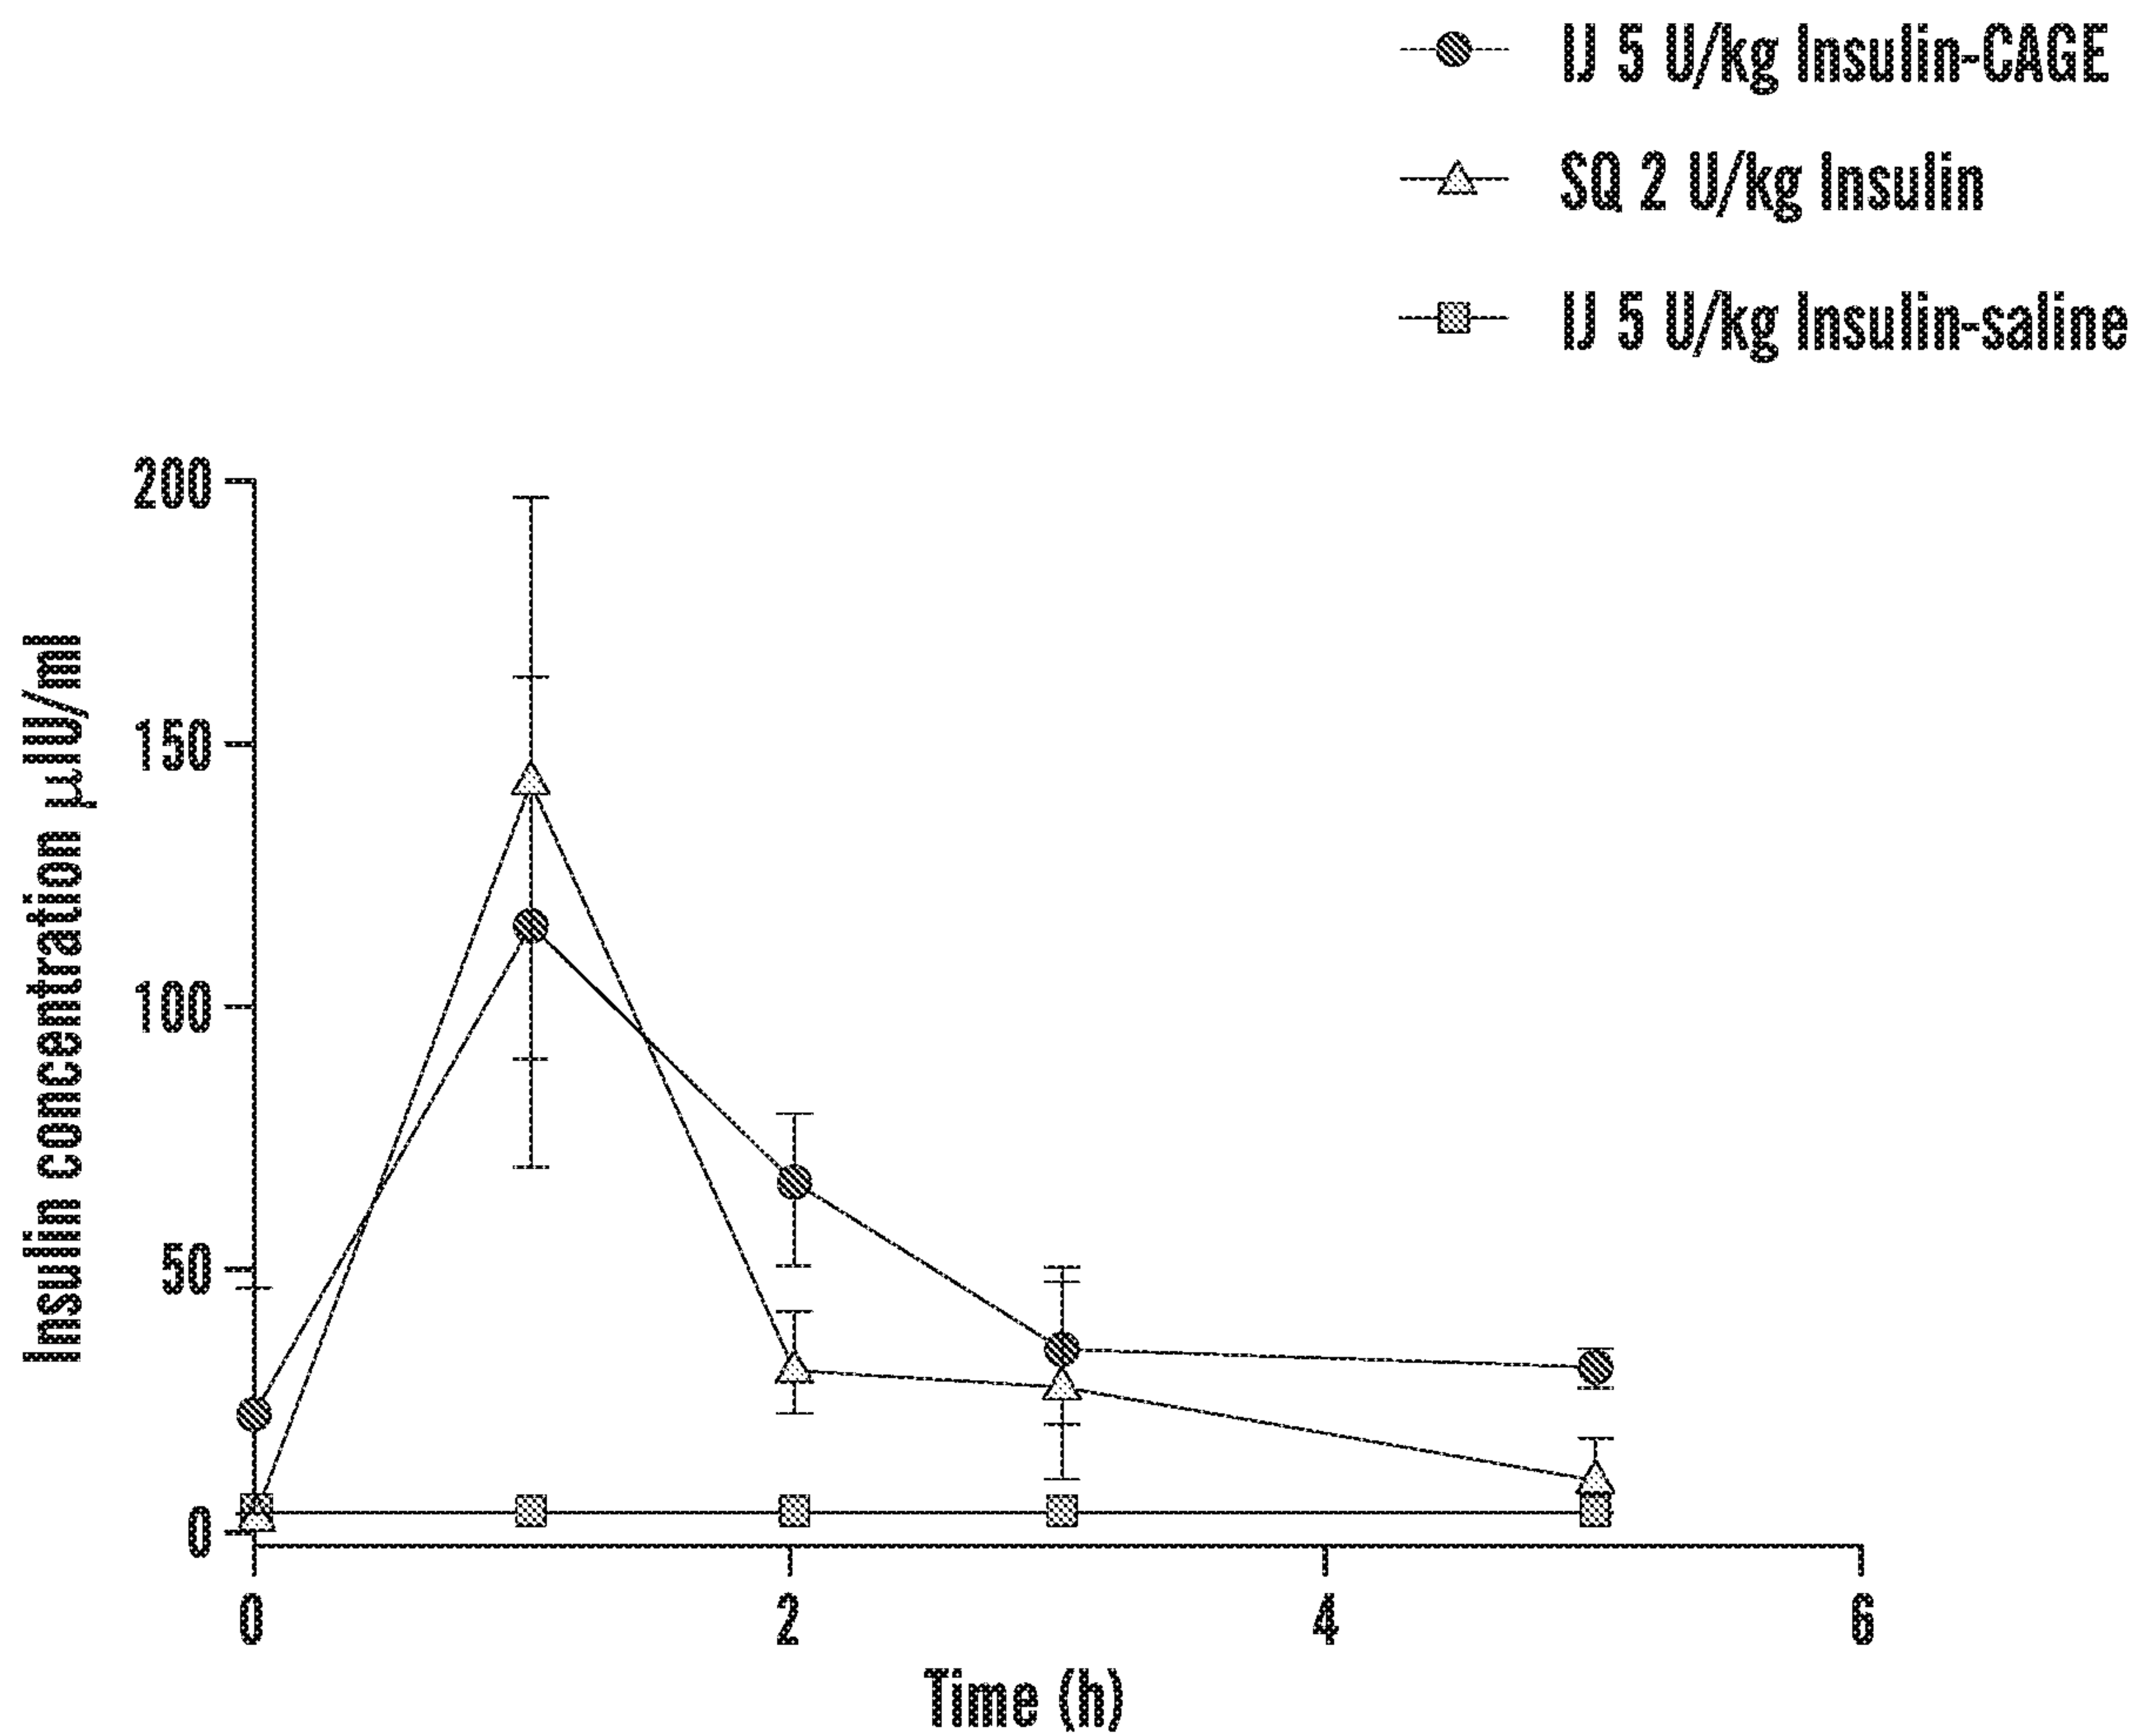 IJ 5 U/kg Insulin-CAGE
SQ 2 U/kg Insulin
IJ 5 U/kg Insulin-saline
200
150
100
50
0
Insulin concentration µIU/ml
0
2
4
6
Time (h)